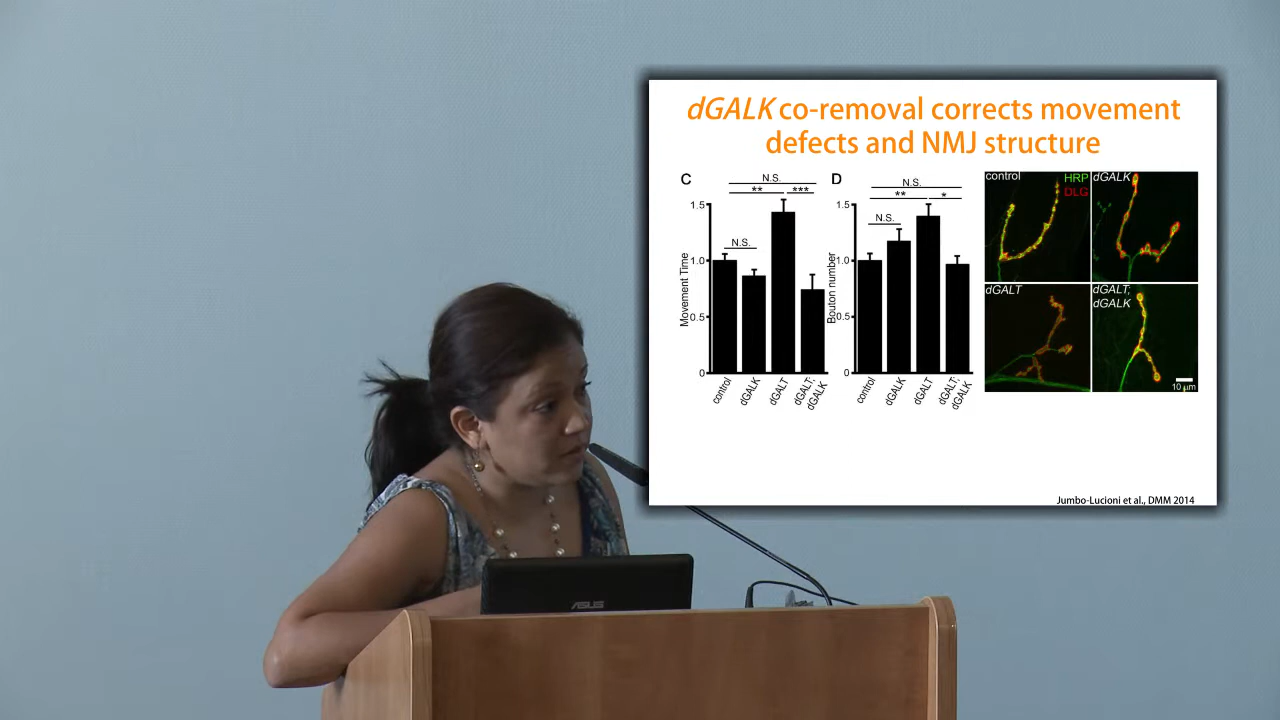 dGALK co-removal corrects movement
defects and NMJ structure
C
N.S.
**
***
N.S.
1.5
1.0
0.5
0
Movement Time
control
dGALK
dGALT
dGALT;
dGALK
D
N.S.
**
*
N.S.
1.5
1.0
0.5
0
Bouton number
control
dGALK
dGALT
dGALT;
dGALK
control
HRP
DLG
dGALK
dGALT
dGALT;
dGALK
10 µm
Jumbo-Lucioni et al., DMM 2014
ASUS